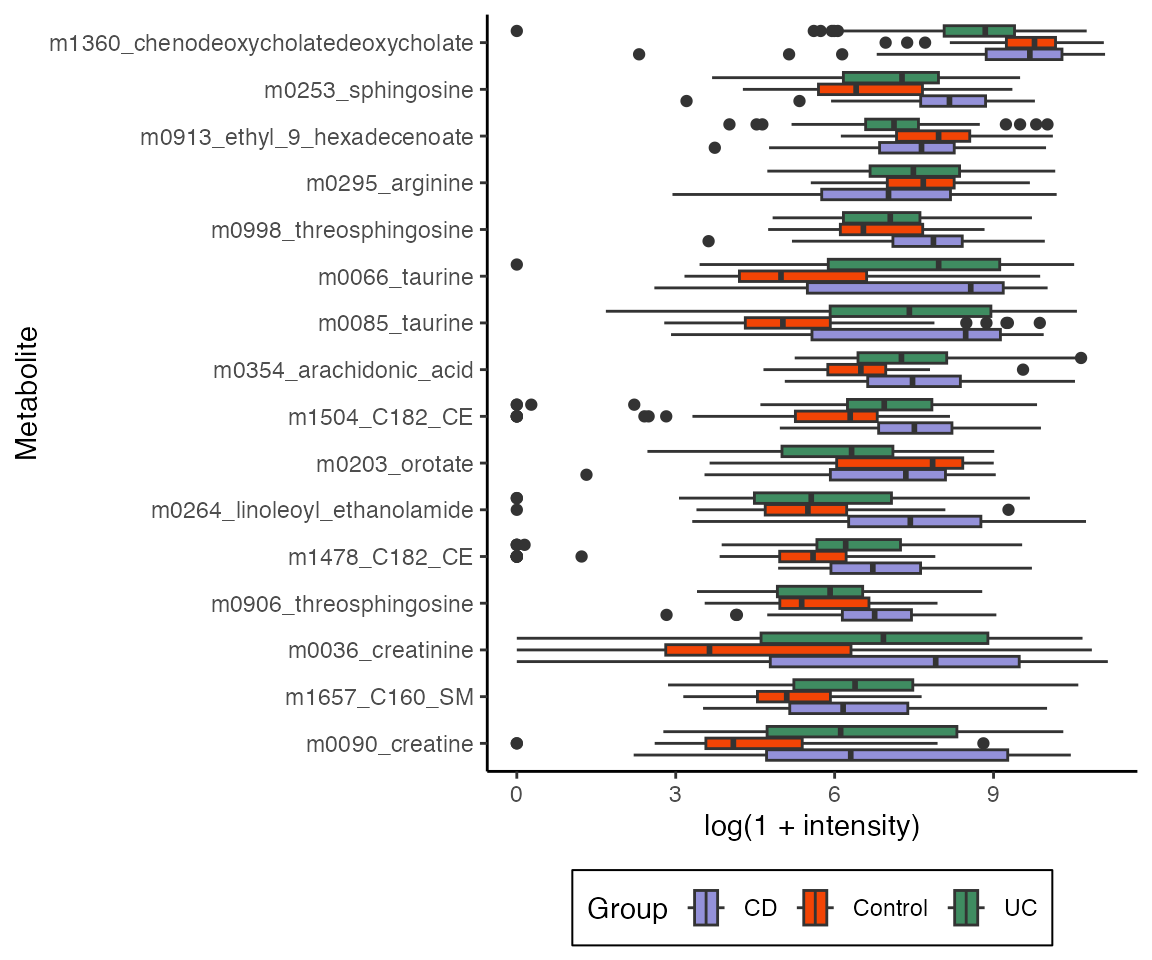 m1360_chenodeoxycholatedeoxycholate
m0253_sphingosine
m0913_ethyl_9_hexadecenoate
m0295_arginine
m0998_threosphingosine
m0066_taurine
m0085_taurine
m0354_arachidonic_acid
m1504_C182_CE
m0203_orotate
m0264_linoleoyl_ethanolamide
m1478_C182_CE
m0906_threosphingosine
m0036_creatinine
m1657_C160_SM
m0090_creatine
Metabolite
0 3 6 9
log(1 + intensity)
Group CD Control UC